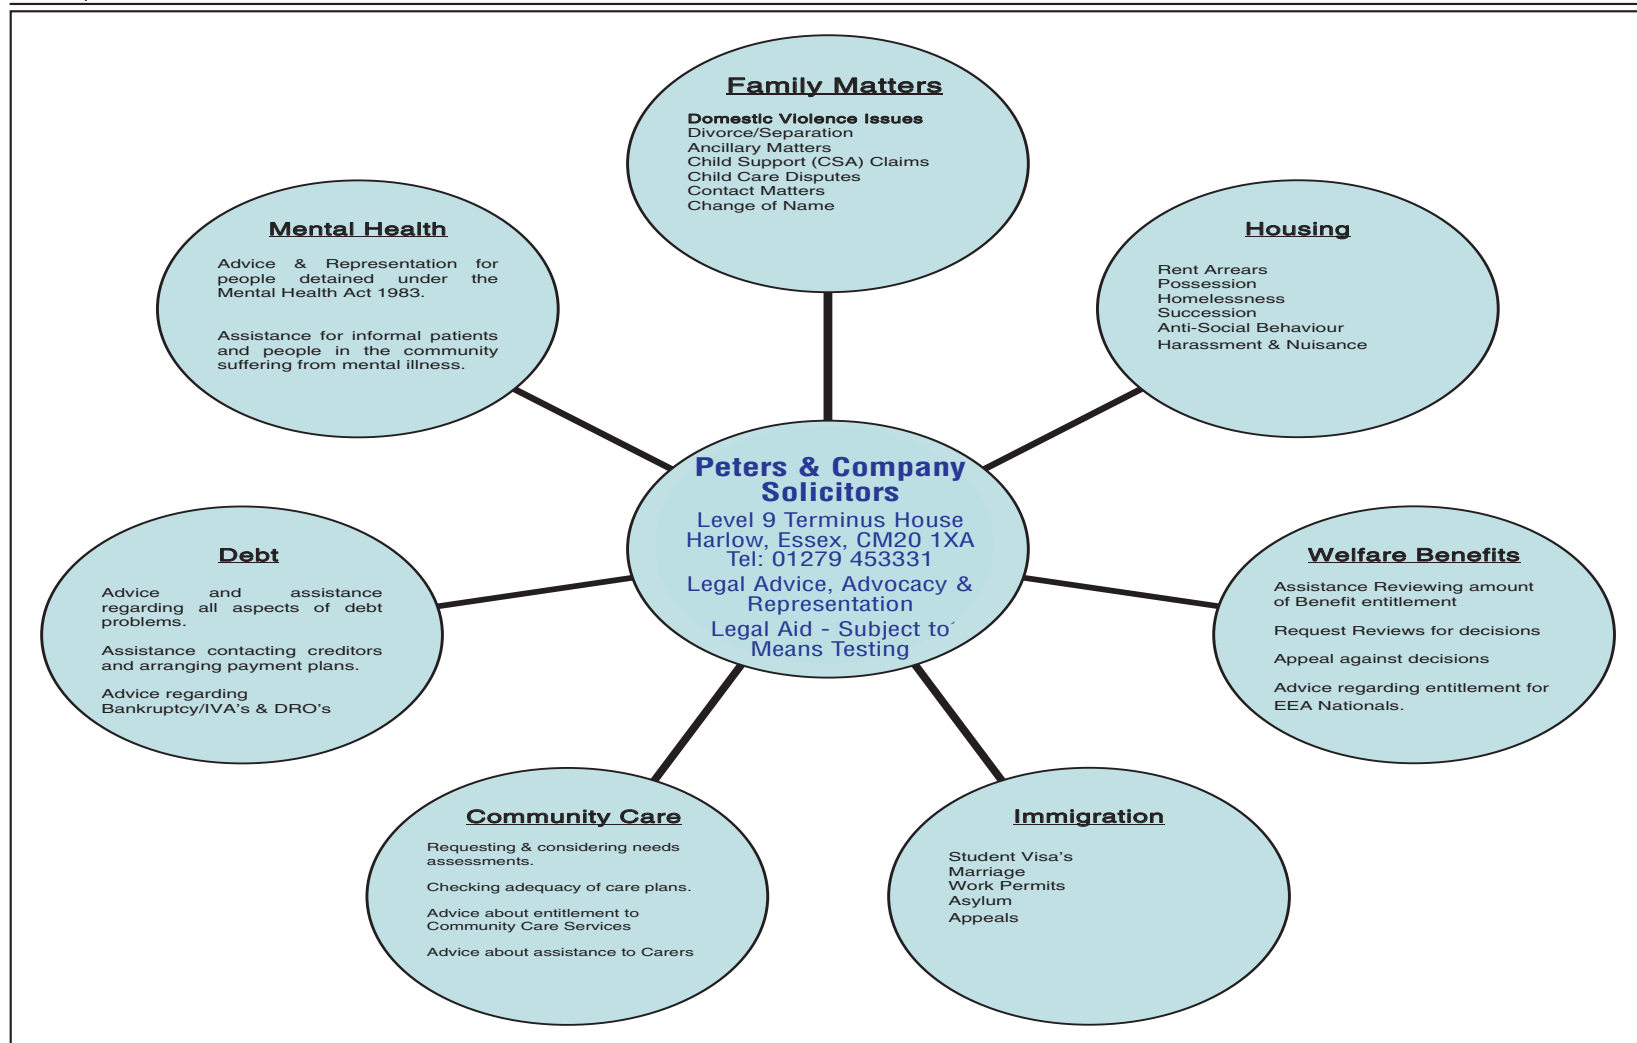 Family Matters
Domestic Violence Issues
Divorce/Separation
Ancillary Matters
Child Support (CSA) Claims
Child Care Disputes
Contact Matters
Change of Name
Mental Health
Advice & Representation for
people detained under the
Mental Health Act 1983.
Assistance for informal patients
and people in the community
suffering from mental illness.
Housing
Rent Arrears
Possession
Homelessness
Succession
Anti-Social Behaviour
Harassment & Nuisance
Peters & Company
Solicitors
Level 9 Terminus House
Harlow, Essex, CM20 1XA
Tel: 01279 453331
Legal Advice, Advocacy &
Representation
Legal Aid - Subject to
Means Testing
Debt
Advice and assistance
regarding all aspects of debt
problems.
Assistance contacting creditors
and arranging payment plans.
Advice regarding
Bankruptcy/IVA's & DRO's
Welfare Benefits
Assistance Reviewing amount
of Benefit entitlement
Request Reviews for decisions
Appeal against decisions
Advice regarding entitlement for
EEA Nationals.
Community Care
Requesting & considering needs
assessments.
Checking adequacy of care plans.
Advice about entitlement to
Community Care Services
Advice about assistance to Carers
Immigration
Student Visa's
Marriage
Work Permits
Asylum
Appeals